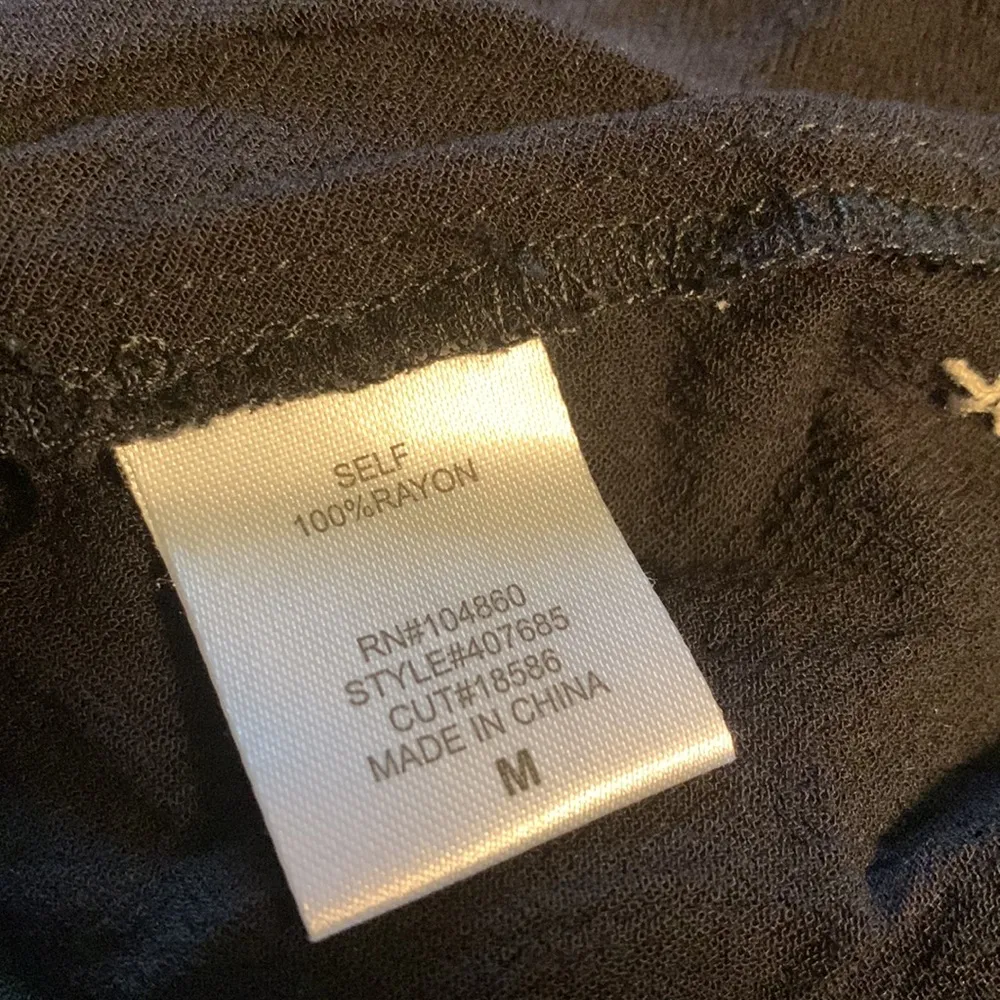 SELF
100%RAYON
RN#104860
STYLE#407685
CUT#18586
MADE IN CHINA
M